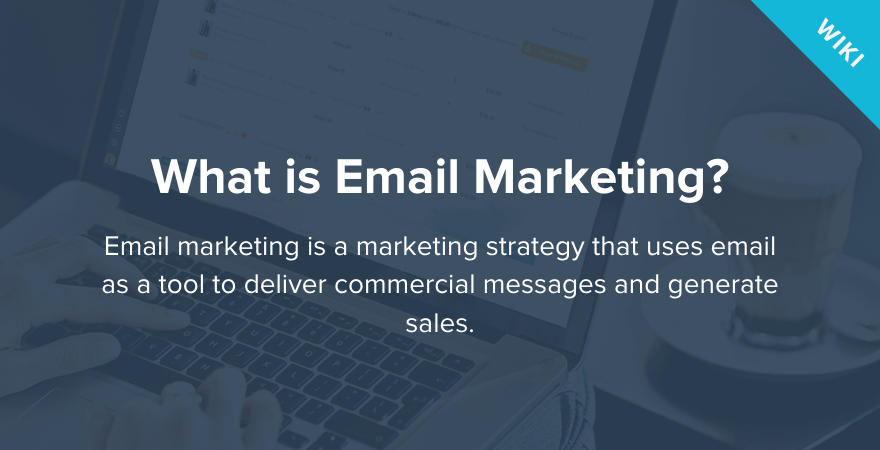 WIKI
What is Email Marketing?
Email marketing is a marketing strategy that uses email
as a tool to deliver commercial messages and generate
sales.